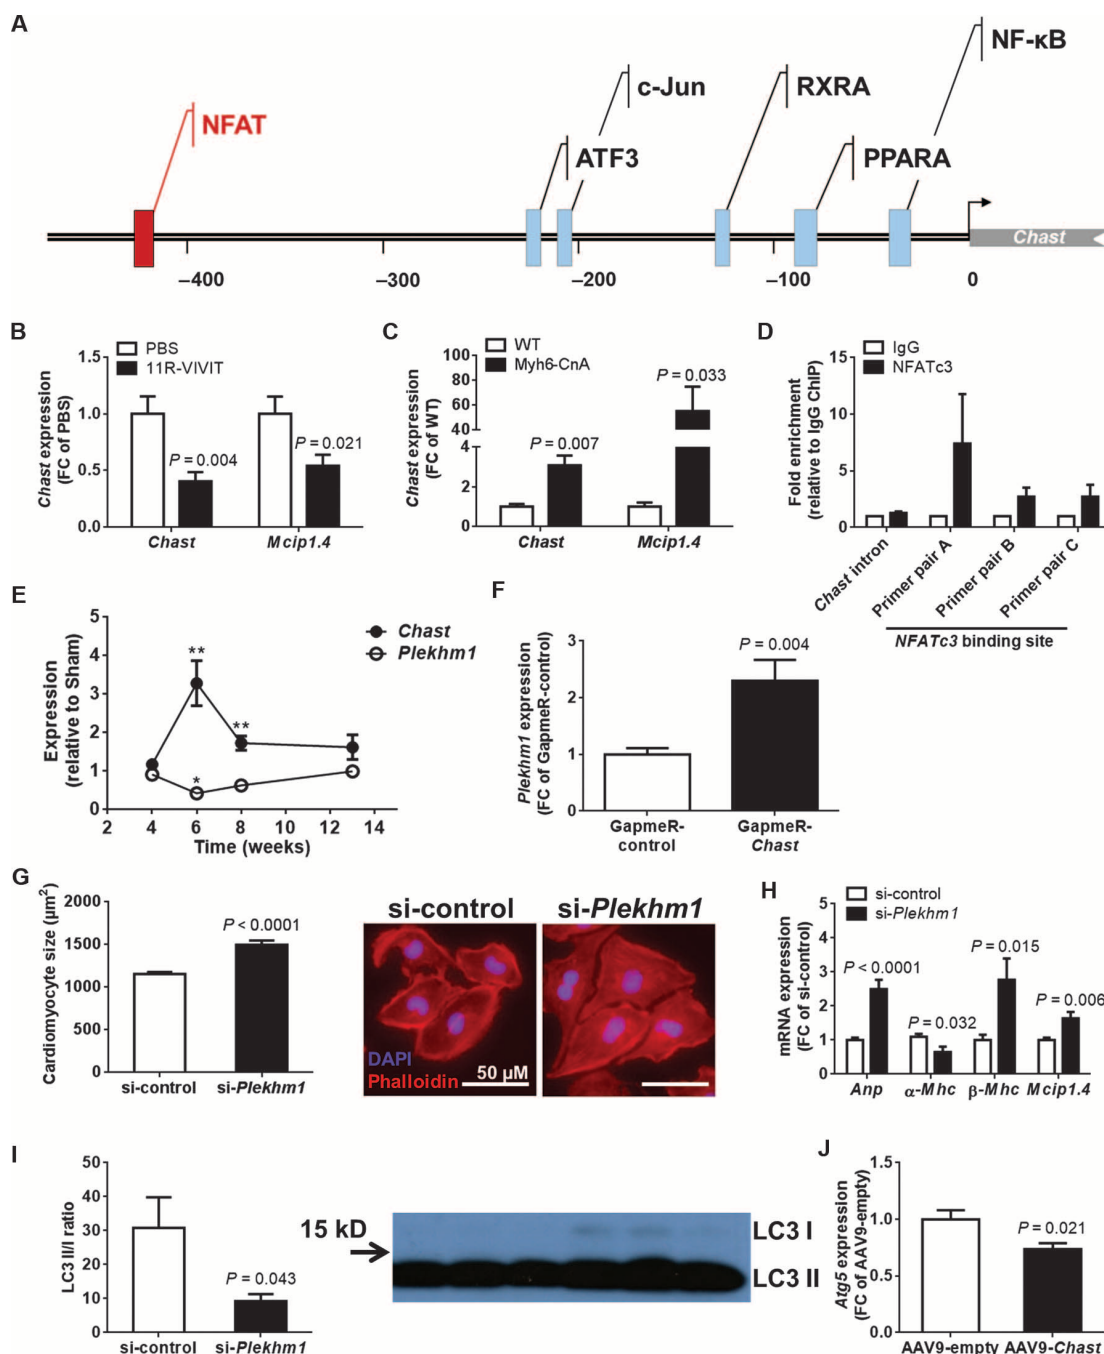 A
NF-κB
c-Jun
RXRA
NFAT
ATF3
PPARA
Chast
–400
–300
–200
–100
0
B
PBS
11R-VIVIT
Chast expression
(FC of PBS)
1.5
1.0
0.5
0.0
P = 0.004
P = 0.021
Chast
Mcip1.4
C
WT
Myh6-CnA
Chast expression
(FC of WT)
100
80
60
40
4
2
0
P = 0.007
P = 0.033
Chast
Mcip1.4
D
IgG
NFATc3
Fold enrichment
(relative to IgG ChIP)
15
10
5
0
Chast intron
Primer pair A
Primer pair B
Primer pair C
NFATc3 binding site
E
Expression
(relative to Sham)
5
4
3
2
1
0
**
**
*
Chast
Plekhm1
2
4
6
8
10
12
14
Time (weeks)
F
Plekhm1 expression
(FC of GapmeR-control)
3
2
1
0
P = 0.004
GapmeR-
control
GapmeR-
Chast
G
Cardiomyocyte size (µm²)
2000
1500
1000
500
0
P < 0.0001
si-control
si-Plekhm1
si-control
si-Plekhm1
DAPI
Phalloidin
50 µM
H
si-control
si-Plekhm1
mRNA expression
(FC of si-control)
5
4
3
2
1
0
P < 0.0001
P = 0.032
P = 0.015
P = 0.006
Anp
α-Mhc
β-Mhc
Mcip1.4
I
LC3 II/I ratio
50
40
30
20
10
0
P = 0.043
si-control
si-Plekhm1
15 kD
LC3 I
LC3 II
J
Atg5 expression
(FC of AAV9-empty)
1.5
1.0
0.5
0.0
P = 0.021
AAV9-empty
AAV9-Chast